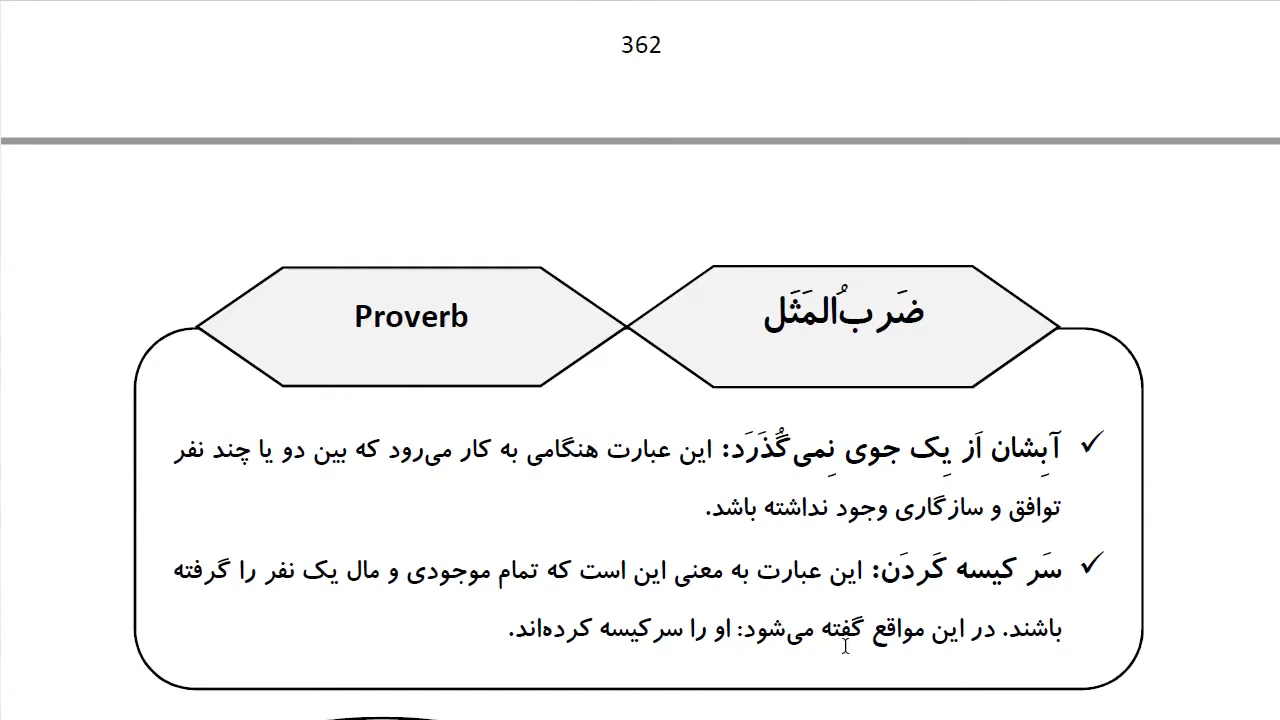 362
ضَربُ‌المَثَل
Proverb
✓ آبِشان اَز یِک جوی نِمی‌گُذَرَد: این عبارت هنگامی به کار می‌رود که بین دو یا چند نفر
توافق و سازگاری وجود نداشته باشد.
✓ سَر کیسه کَردَن: این عبارت به معنی این است که تمام موجودی و مال یک نفر را گرفته
باشند. در این مواقع گفته می‌شود: او را سرکیسه کرده‌اند.